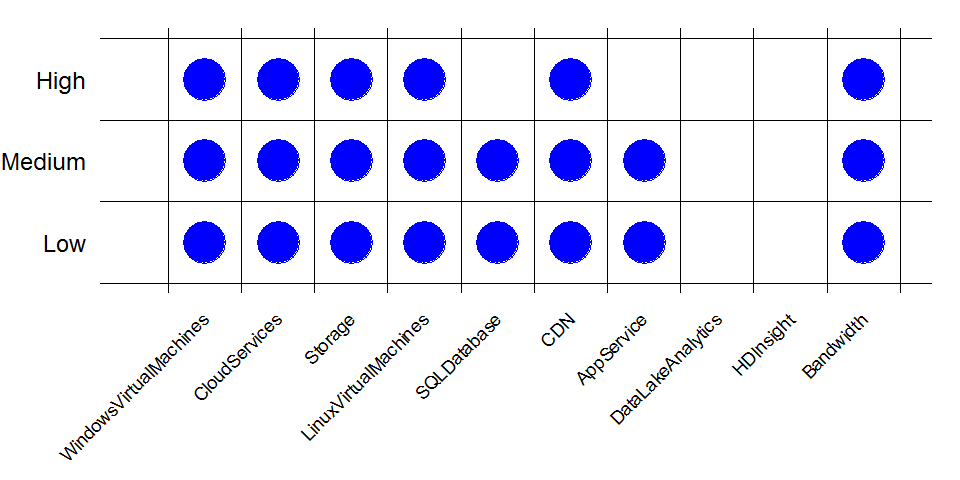 High
Medium
Low
WindowsVirtualMachines
CloudServices
Storage
LinuxVirtualMachines
SQLDatabase
CDN
AppService
DataLakeAnalytics
HDInsight
Bandwidth